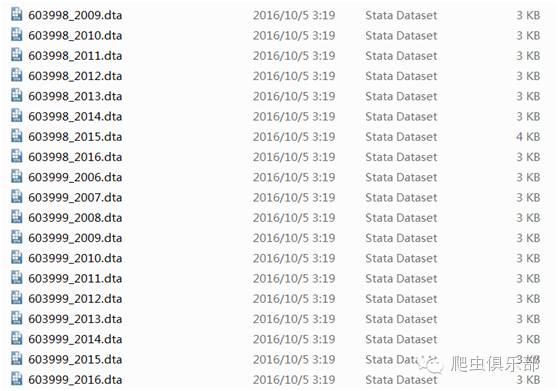 603998_2009.dta 2016/10/5 3:19 Stata Dataset 3 KB
603998_2010.dta 2016/10/5 3:19 Stata Dataset 3 KB
603998_2011.dta 2016/10/5 3:19 Stata Dataset 3 KB
603998_2012.dta 2016/10/5 3:19 Stata Dataset 3 KB
603998_2013.dta 2016/10/5 3:19 Stata Dataset 3 KB
603998_2014.dta 2016/10/5 3:19 Stata Dataset 3 KB
603998_2015.dta 2016/10/5 3:19 Stata Dataset 4 KB
603998_2016.dta 2016/10/5 3:19 Stata Dataset 3 KB
603999_2006.dta 2016/10/5 3:19 Stata Dataset 3 KB
603999_2007.dta 2016/10/5 3:19 Stata Dataset 3 KB
603999_2008.dta 2016/10/5 3:19 Stata Dataset 3 KB
603999_2009.dta 2016/10/5 3:19 Stata Dataset 3 KB
603999_2010.dta 2016/10/5 3:19 Stata Dataset 3 KB
603999_2011.dta 2016/10/5 3:19 Stata Dataset 3 KB
603999_2012.dta 2016/10/5 3:19 Stata Dataset 3 KB
603999_2013.dta 2016/10/5 3:19 Stata Dataset 3 KB
603999_2014.dta 2016/10/5 3:19 Stata Dataset 3 KB
603999_2015.dta 2016/10/5 3:19 Stata Dataset 3 KB
603999_2016.dta 2016/10/5 3:19 Stata Dataset 3 KB
爬虫俱乐部